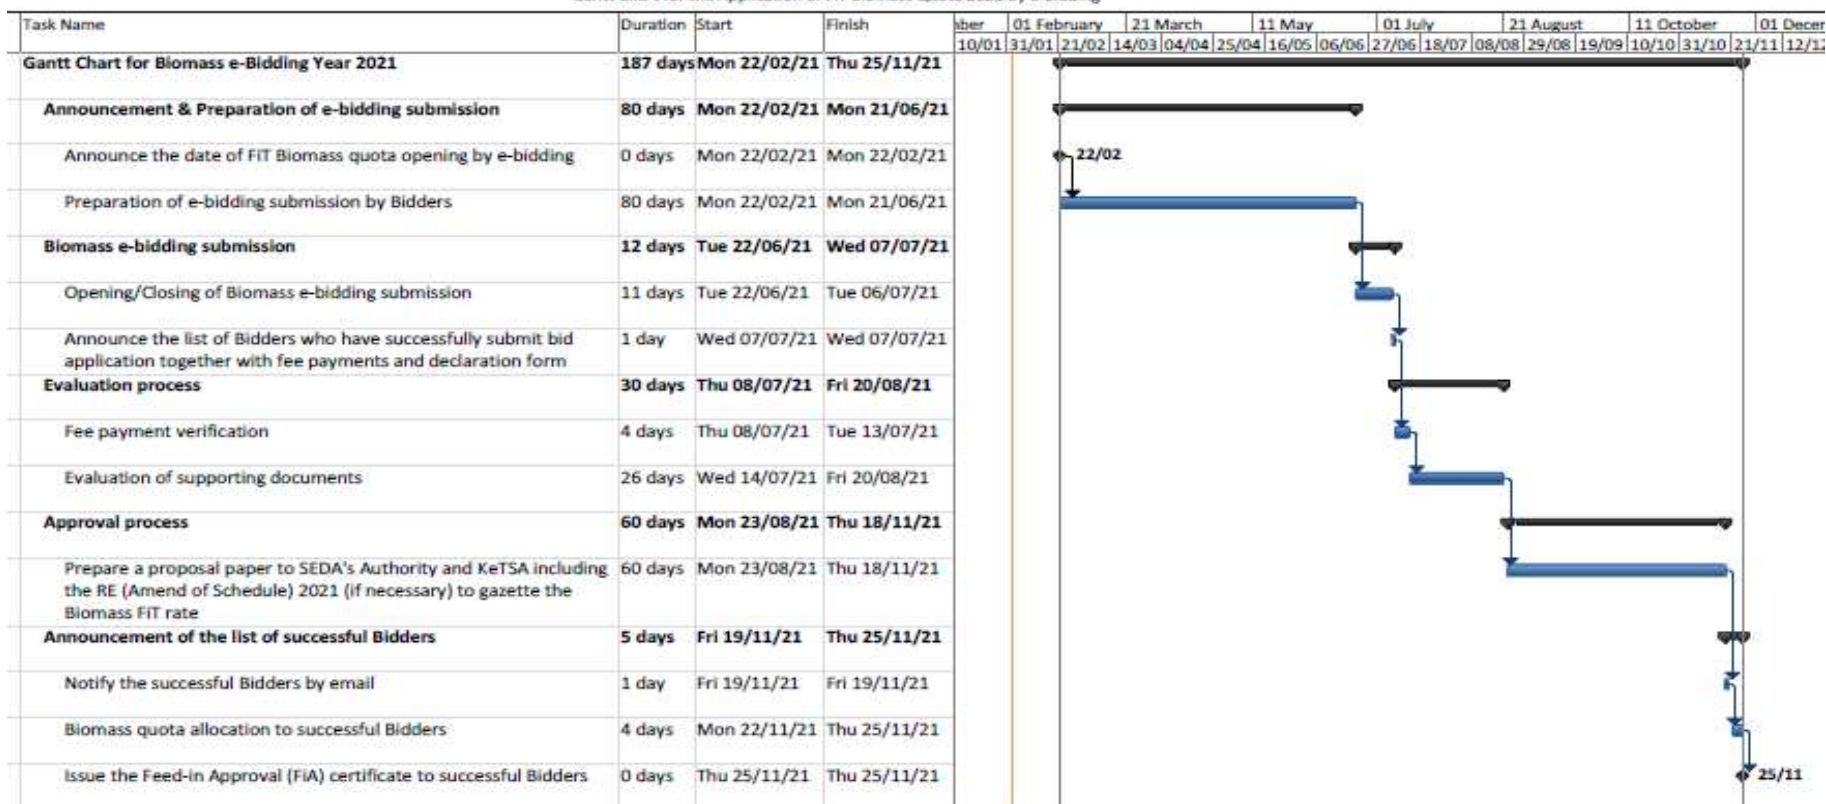 Task Name Duration Start Finish
01 February 21 March 11 May 01 July 21 August 11 October 01 Decem
10/01 31/01 21/02 14/03 04/04 25/04 16/05 06/06 27/06 18/07 08/08 29/08 19/09 10/10 31/10 21/11 12/12
Gantt Chart for Biomass e-Bidding Year 2021 187 days Mon 22/02/21 Thu 25/11/21
Announcement & Preparation of e-bidding submission 80 days Mon 22/02/21 Mon 21/06/21
Announce the date of FiT Biomass quota opening by e-bidding 0 days Mon 22/02/21 Mon 22/02/21 22/02
Preparation of e-bidding submission by Bidders 80 days Mon 22/02/21 Mon 21/06/21
Biomass e-bidding submission 12 days Tue 22/06/21 Wed 07/07/21
Opening/Closing of Biomass e-bidding submission 11 days Tue 22/06/21 Tue 06/07/21
Announce the list of Bidders who have successfully submit bid 1 day Wed 07/07/21 Wed 07/07/21
application together with fee payments and declaration form
Evaluation process 30 days Thu 08/07/21 Fri 20/08/21
Fee payment verification 4 days Thu 08/07/21 Tue 13/07/21
Evaluation of supporting documents 26 days Wed 14/07/21 Fri 20/08/21
Approval process 60 days Mon 23/08/21 Thu 18/11/21
Prepare a proposal paper to SEDA's Authority and KeTSA including 60 days Mon 23/08/21 Thu 18/11/21
the RE (Amend of Schedule) 2021 (if necessary) to gazette the
Biomass FiT rate
Announcement of the list of successful Bidders 5 days Fri 19/11/21 Thu 25/11/21
Notify the successful Bidders by email 1 day Fri 19/11/21 Fri 19/11/21
Biomass quota allocation to successful Bidders 4 days Mon 22/11/21 Thu 25/11/21
Issue the Feed-in Approval (FiA) certificate to successful Bidders 0 days Thu 25/11/21 Thu 25/11/21 25/11